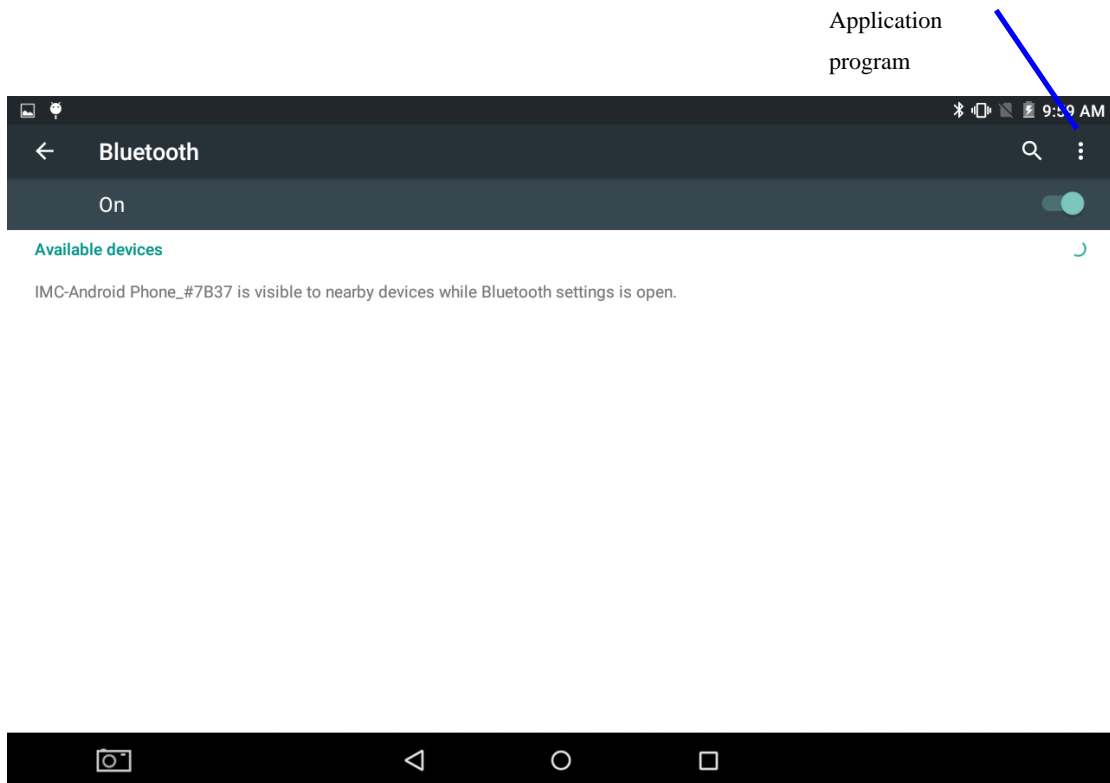 Application
program
9:59 AM
Bluetooth
On
Available devices
IMC-Android Phone_#7B37 is visible to nearby devices while Bluetooth settings is open.